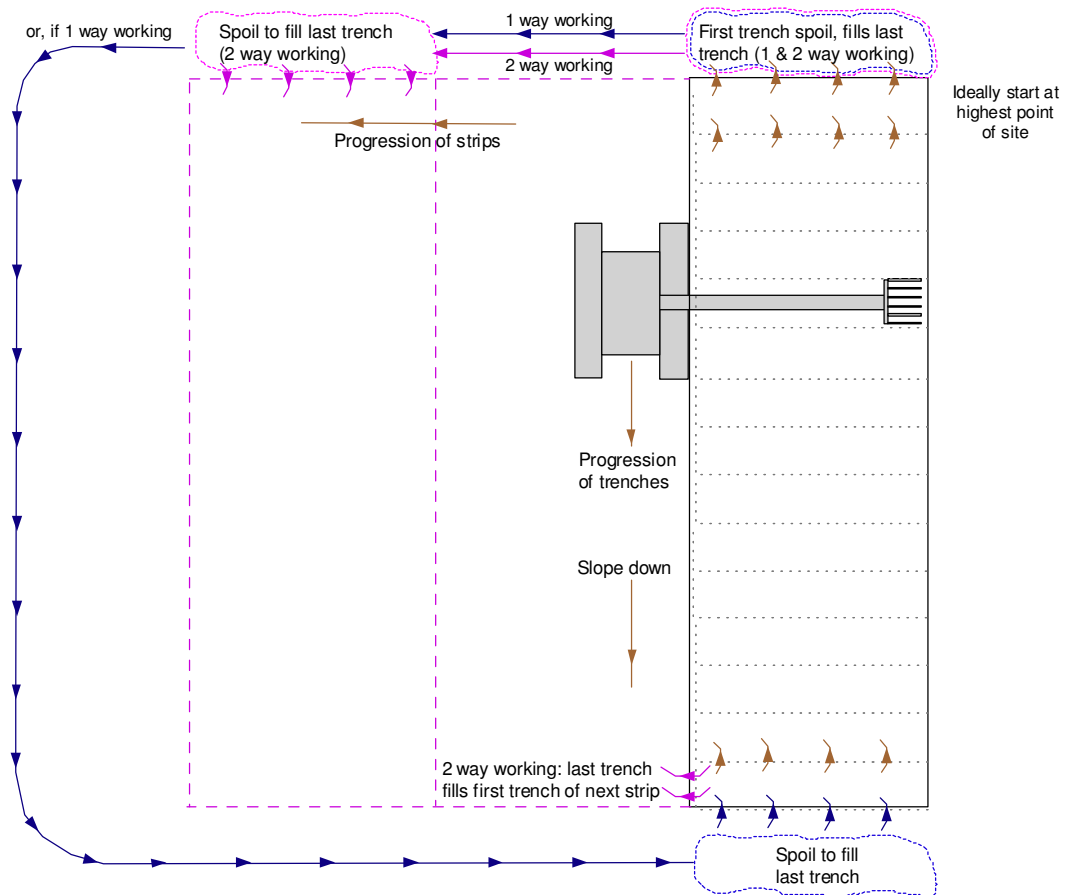 or, if 1 way working
Spoil to fill last trench
(2 way working)
1 way working
2 way working
First trench spoil, fills last
trench (1 & 2 way working)
Ideally start at
highest point
of site
Progression of strips
Progression
of trenches
Slope down
2 way working: last trench
fills first trench of next strip
Spoil to fill
last trench